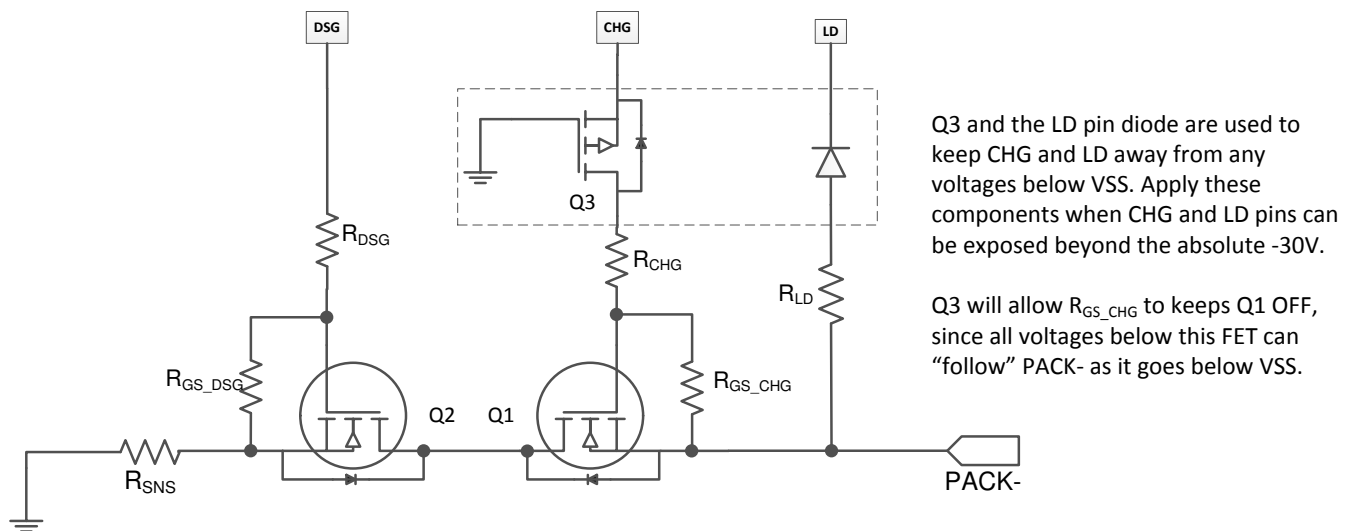 DSG
CHG
LD
Q3 and the LD pin diode are used to
keep CHG and LD away from any
voltages below VSS. Apply these
components when CHG and LD pins can
be exposed beyond the absolute -30V.
Q3
RDSG
RCHG
RLD
Q3 will allow RGS_CHG to keeps Q1 OFF,
since all voltages below this FET can
“follow” PACK- as it goes below VSS.
RGS_DSG
RGS_CHG
Q2
Q1
RSNS
PACK-